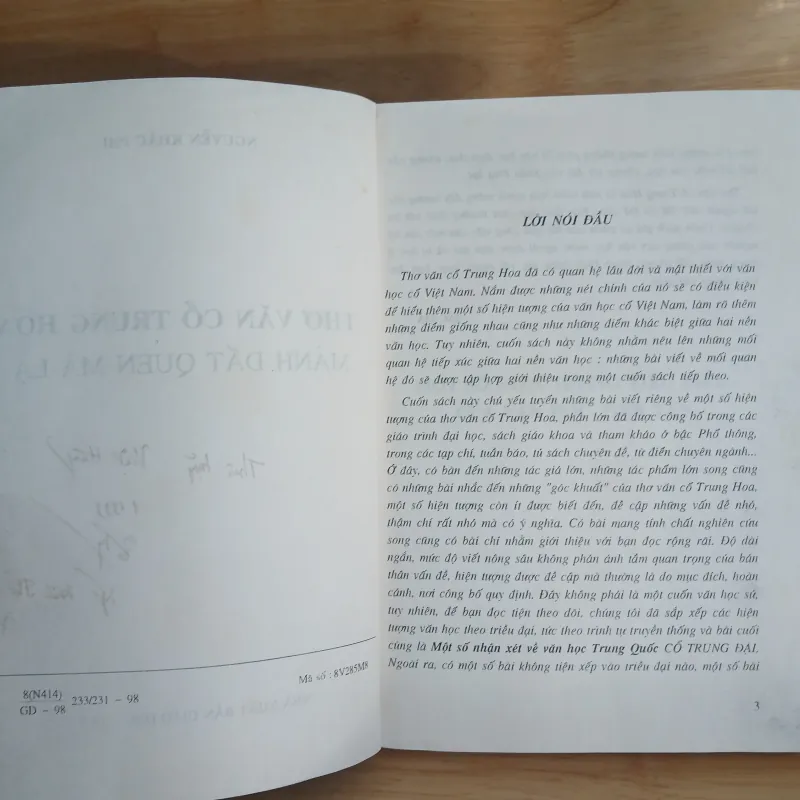 8(N414)
GD - 98
233/231 - 98
Mã số : 8V285M8
LỜI NÓI ĐẦU
Thơ văn cổ Trung Hoa đã có quan hệ lâu đời và mật thiết với văn
học cổ Việt Nam. Nắm được những nét chính của nó sẽ có điều kiện
để hiểu thêm một số hiện tượng của văn học cổ Việt Nam, làm rõ thêm
những điểm giống nhau cũng như những điểm khác biệt giữa hai nền
văn học. Tuy nhiên, cuốn sách này không nhằm nêu lên những mối
quan hệ tiếp xúc giữa hai nền văn học : những bài viết về mối quan
hệ đó sẽ được tập hợp giới thiệu trong một cuốn sách tiếp theo.
Cuốn sách này chủ yếu tuyển những bài viết riêng về một số hiện
tượng của thơ văn cổ Trung Hoa, phần lớn đã được công bố trong các
giáo trình đại học, sách giáo khoa và tham khảo ở bậc Phổ thông,
trong các tạp chí, tuần báo, tủ sách chuyên đề, từ điển chuyên ngành...
Ở đây, có bàn đến những tác giả lớn, những tác phẩm lớn song cũng
có những bài nhắc đến những "góc khuất" của thơ văn cổ Trung Hoa,
một số hiện tượng còn ít được biết đến, đề cập những vấn đề nhỏ,
thậm chí rất nhỏ mà có ý nghĩa. Có bài mang tính chất nghiên cứu
song cũng có bài chỉ nhằm giới thiệu với bạn đọc rộng rãi. Độ dài
ngắn, mức độ viết nông sâu không phản ánh tầm quan trọng của bản
thân vấn đề, hiện tượng được đề cập mà thường là do mục đích, hoàn
cảnh, nơi công bố quy định. Đây không phải là một cuốn văn học sử,
tuy nhiên, để bạn đọc tiện theo dõi, chúng tôi đã sắp xếp các hiện
tượng văn học theo triều đại, tức theo trình tự truyền thống và bài cuối
cùng là Một số nhận xét về văn học Trung Quốc CỔ TRUNG ĐẠI.
Ngoài ra, có một số bài không tiện xếp vào triều đại nào, một số bài
3